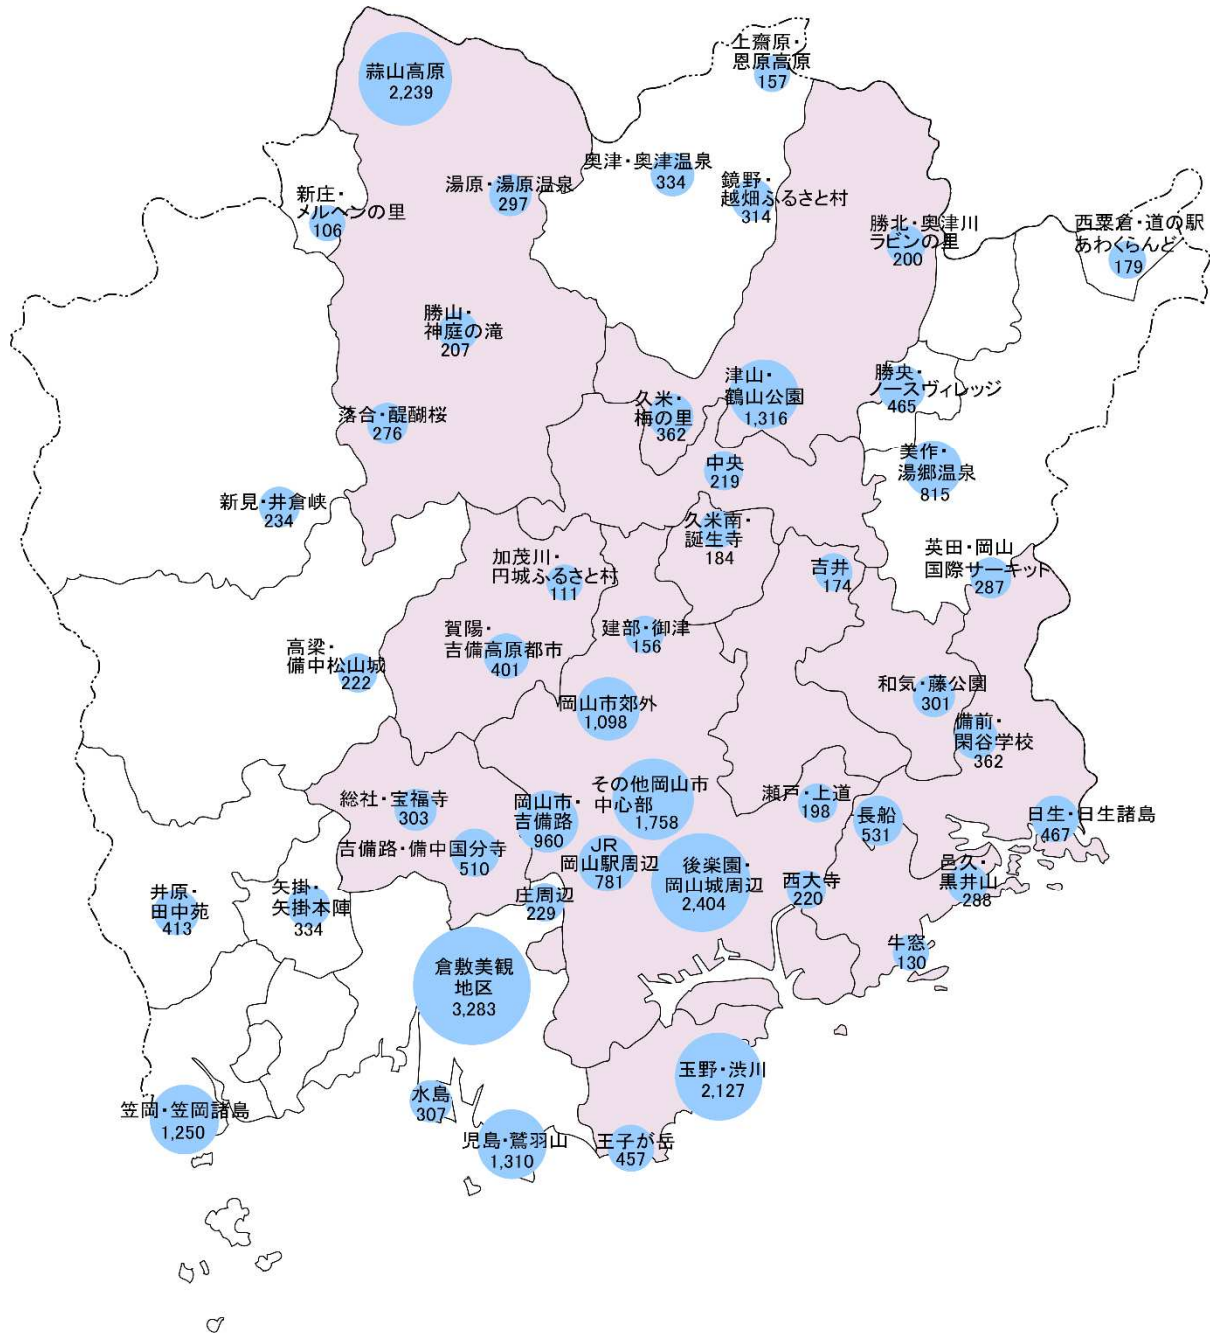 上齋原・
恩原高原
157
蒜山高原
2,239
奥津・奥津温泉
334
湯原・湯原温泉
297
鏡野・
越畑ふるさと村
314
新庄・
メルヘンの里
106
勝北・奥津川
ラビンの里
200
西粟倉・道の駅
あわくらんど
179
勝山・
神庭の滝
207
津山・
鶴山公園
1,316
勝央・
ノースヴィレッジ
465
久米・
梅の里
362
落合・醍醐桜
276
中央
219
美作・
湯郷温泉
815
新見・井倉峡
234
久米南・
誕生寺
184
英田・岡山
国際サーキット
287
加茂川・
円城ふるさと村
111
吉井
174
賀陽・
吉備高原都市
401
建部・御津
156
高梁・
備中松山城
222
和気・藤公園
301
岡山市郊外
1,098
備前・
閑谷学校
362
その他岡山市
中心部
1,758
瀬戸・上道
198
総社・宝福寺
303
岡山市・
吉備路
960
長船
531
日生・日生諸島
467
吉備路・備中国分寺
510
JR
岡山駅周辺
781
後楽園・
岡山城周辺
2,404
西大寺
220
邑久・
黒井山
288
井原・
田中苑
413
矢掛・
矢掛本陣
334
庄周辺
229
牛窓
130
倉敷美観
地区
3,283
玉野・渋川
2,127
水島
307
笠岡・笠岡諸島
1,250
児島・鷲羽山
1,310
王子が岳
457